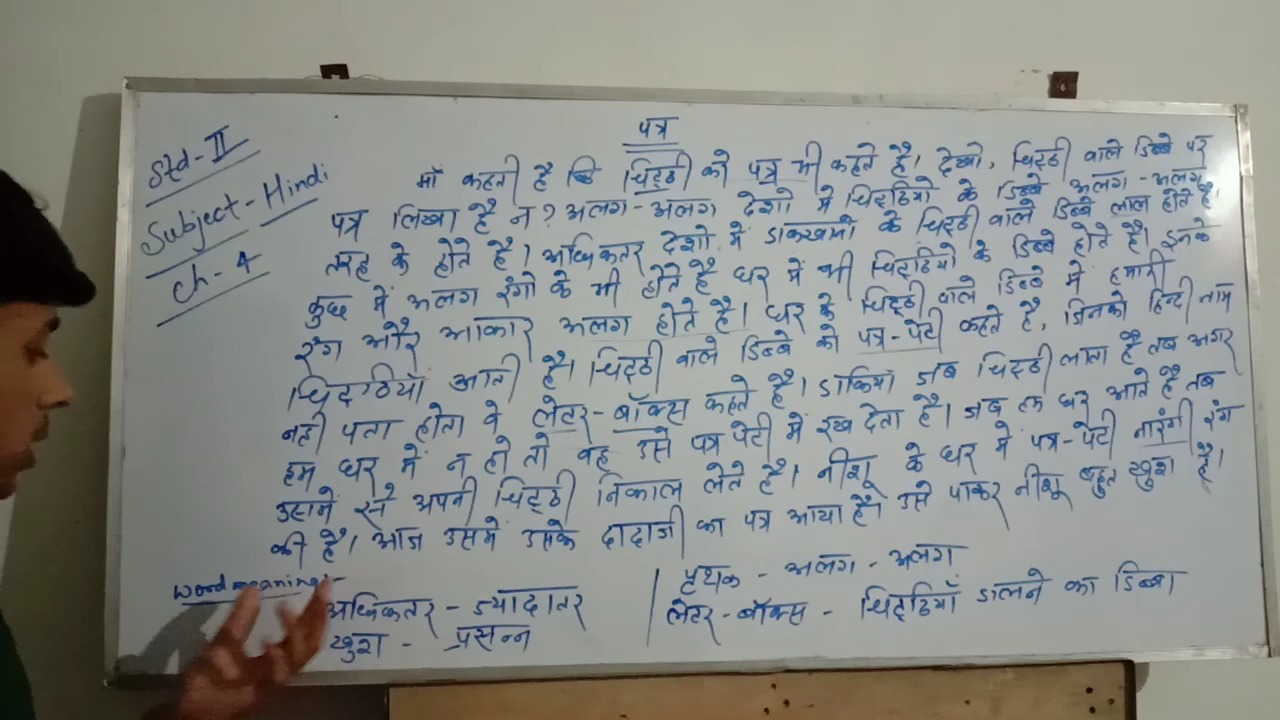 Std - II
Subject - Hindi
ch - 4
पत्र
माँ कहती है कि चिट्ठी को पत्र भी कहते है। देखो, चिट्ठी वाले डिब्बे पर
पत्र लिखा है न? अलग-अलग देशो मे चिट्ठियो के डिब्बे अलग-अलग
तरह के होते है। अधिकतर देशो में डाकखानो के चिट्ठी वाले डिब्बे लाल होते है।
कुछ में अलग रंगो के भी होते है घर में भी चिट्ठियो के डिब्बे होते है। इनके
रंग और आकार अलग होते है। घर के चिट्ठी वाले डिब्बे में हमारी
चिट्ठियाँ आती है। चिट्ठी वाले डिब्बे को पत्र-पेटी कहते है, जिनको हिन्दी नाम
नही पता होता वे लेटर-बॉक्स कहते है। डाकिया जब चिट्ठी लाता है तब अगर
हम घर में न हो तो वह उसे पत्र पेटी में रख देता है। जब हम घर आते है तब
उसमे से अपनी चिट्ठी निकाल लेते है। नीशू के घर में पत्र-पेटी नारंगी रंग
की है। आज उसमे उसके दादाजी का पत्र आया है। उसे पाकर नीशू बहुत खुश है।
Word meaning:-
अधिकतर - ज्यादातर
खुश - प्रसन्न
पृथक - अलग - अलग
लेटर-बॉक्स - चिट्ठियाँ डालने का डिब्बा